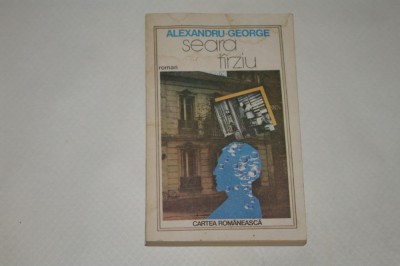 ALEXANDRU GEORGE
seara
tîrziu
roman
CARTEA ROMÂNEASCĂ